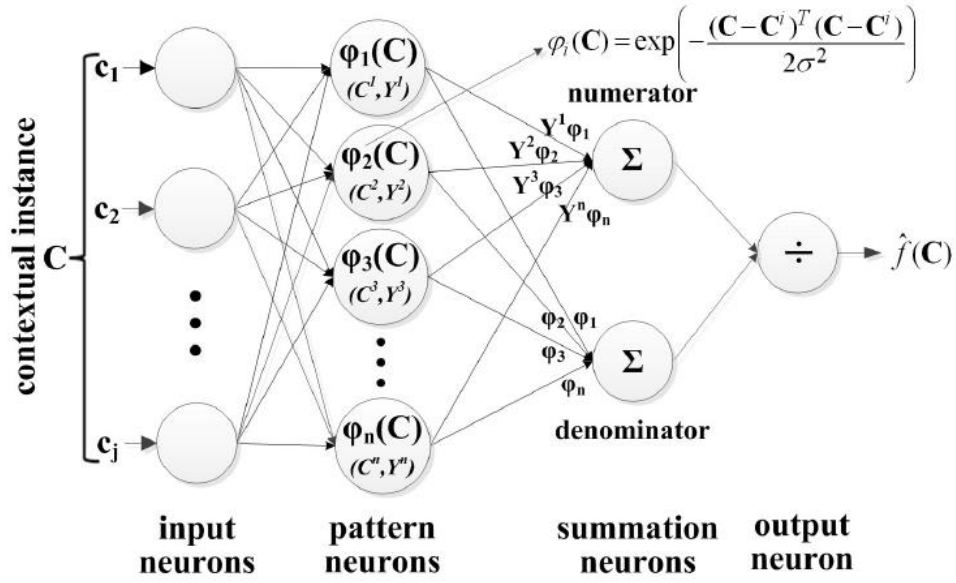 φ₁(C)
(C¹,Y¹)
φᵢ(C) = exp(-(C-Cⁱ)ᵀ(C-Cⁱ)/2σ²)
c₁
numerator
Y¹φ₁
φ₂(C)
(C²,Y²)
Y²φ₂
Σ
Y³φ₃
Yⁿφₙ
c₂
contextual instance
C
φ₃(C)
(C³,Y³)
÷
f̂(C)
φ₂ φ₁
φ₃
φₙ
Σ
denominator
cⱼ
φₙ(C)
(Cⁿ,Yⁿ)
input
neurons
pattern
neurons
summation
neurons
output
neuron